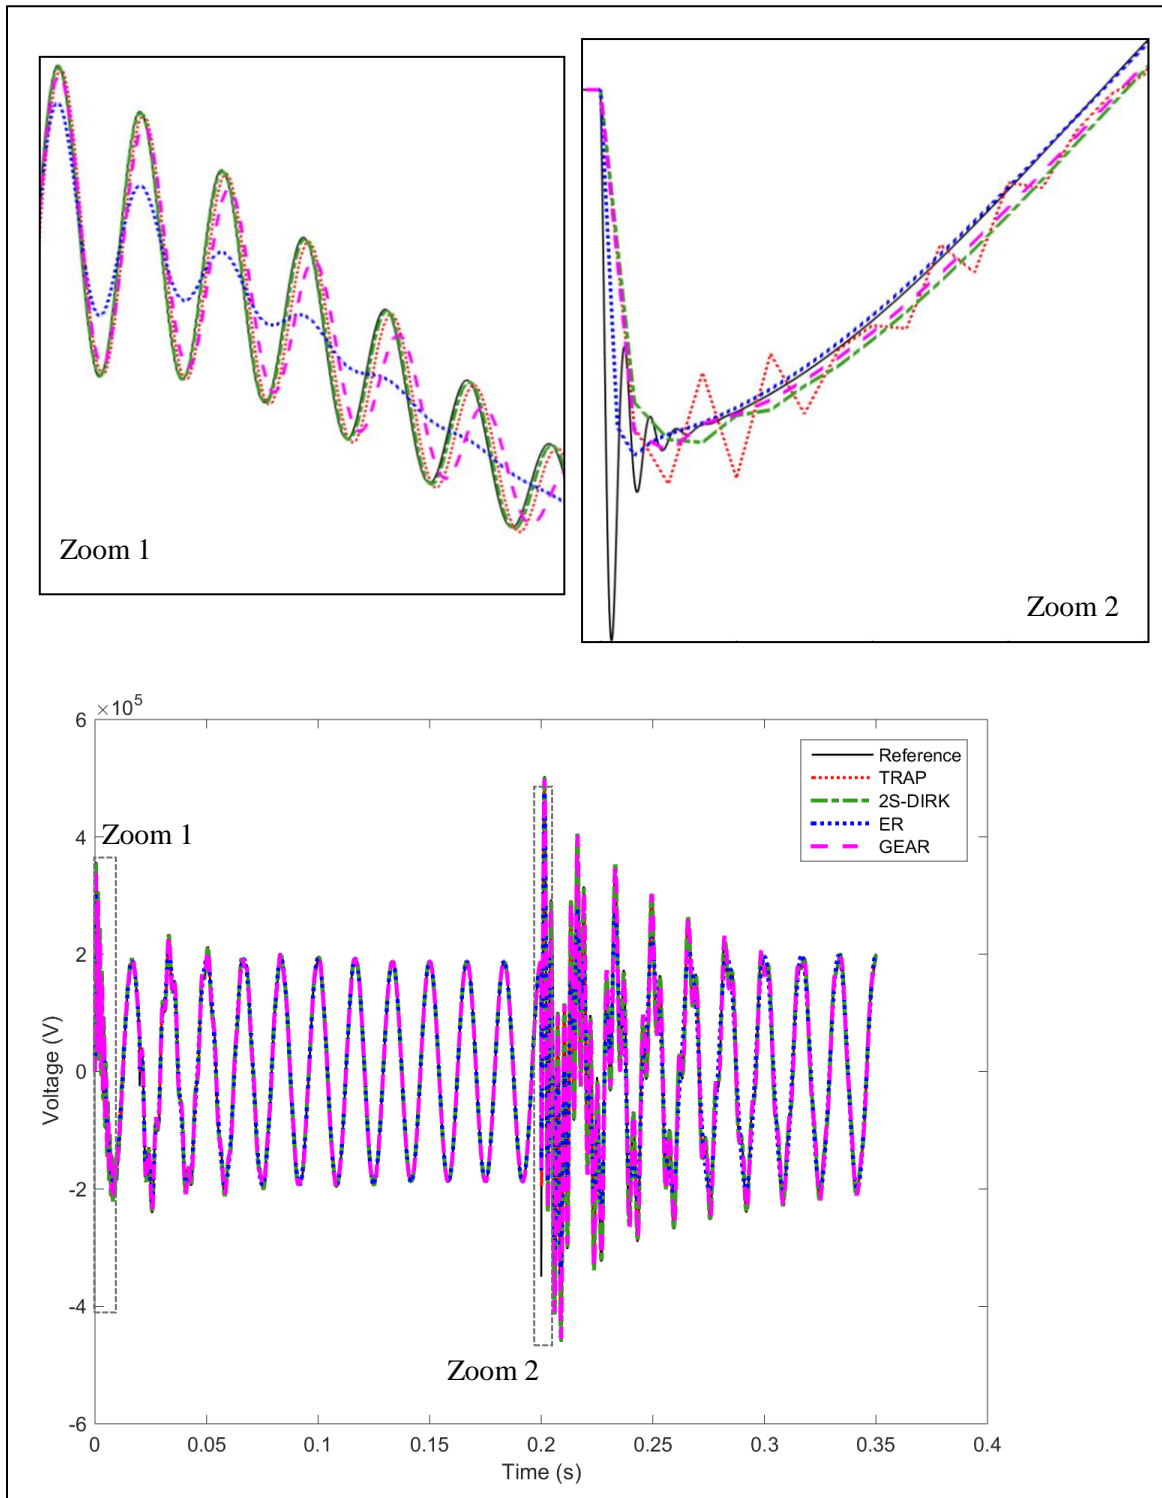 Zoom 1
Zoom 2
×10⁵
6
4
2
0
-2
-4
-6
Voltage (V)
Zoom 1
Reference
TRAP
2S-DIRK
ER
GEAR
Zoom 2
0 0.05 0.1 0.15 0.2 0.25 0.3 0.35 0.4
Time (s)